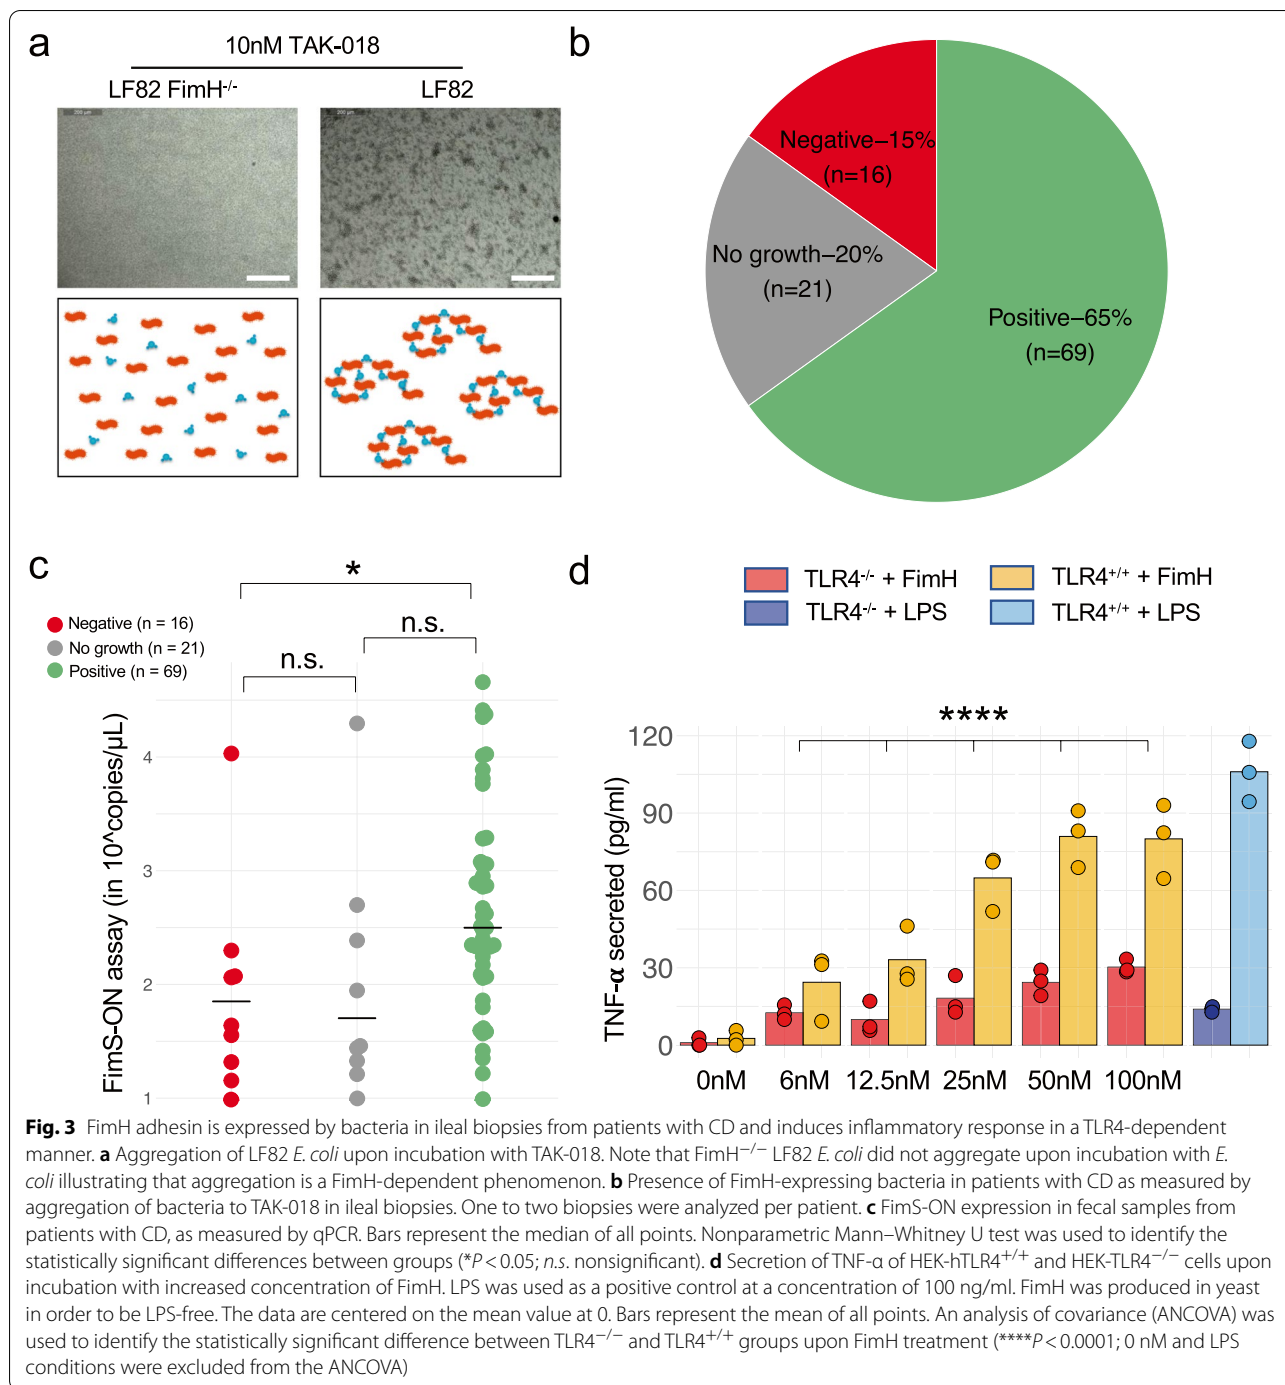 a
10nM TAK-018
LF82 FimH-/-
LF82
200 µm
200 µm
b
Negative–15%
(n=16)
No growth–20%
(n=21)
Positive–65%
(n=69)
c
*
n.s.
n.s.
Negative (n = 16)
No growth (n = 21)
Positive (n = 69)
FimS-ON assay (in 10^copies/µL)
4
3
2
1
d
TLR4-/- + FimH
TLR4+/+ + FimH
TLR4-/- + LPS
TLR4+/+ + LPS
****
TNF-α secreted (pg/ml)
120
90
60
30
0
0nM 6nM 12.5nM 25nM 50nM 100nM
Fig. 3 FimH adhesin is expressed by bacteria in ileal biopsies from patients with CD and induces inflammatory response in a TLR4-dependent
manner. a Aggregation of LF82 E. coli upon incubation with TAK-018. Note that FimH−/− LF82 E. coli did not aggregate upon incubation with E.
coli illustrating that aggregation is a FimH-dependent phenomenon. b Presence of FimH-expressing bacteria in patients with CD as measured by
aggregation of bacteria to TAK-018 in ileal biopsies. One to two biopsies were analyzed per patient. c FimS-ON expression in fecal samples from
patients with CD, as measured by qPCR. Bars represent the median of all points. Nonparametric Mann–Whitney U test was used to identify the
statistically significant differences between groups (*P < 0.05; n.s. nonsignificant). d Secretion of TNF-α of HEK-hTLR4+/+ and HEK-TLR4−/− cells upon
incubation with increased concentration of FimH. LPS was used as a positive control at a concentration of 100 ng/ml. FimH was produced in yeast
in order to be LPS-free. The data are centered on the mean value at 0. Bars represent the mean of all points. An analysis of covariance (ANCOVA) was
used to identify the statistically significant difference between TLR4−/− and TLR4+/+ groups upon FimH treatment (****P < 0.0001; 0 nM and LPS
conditions were excluded from the ANCOVA)